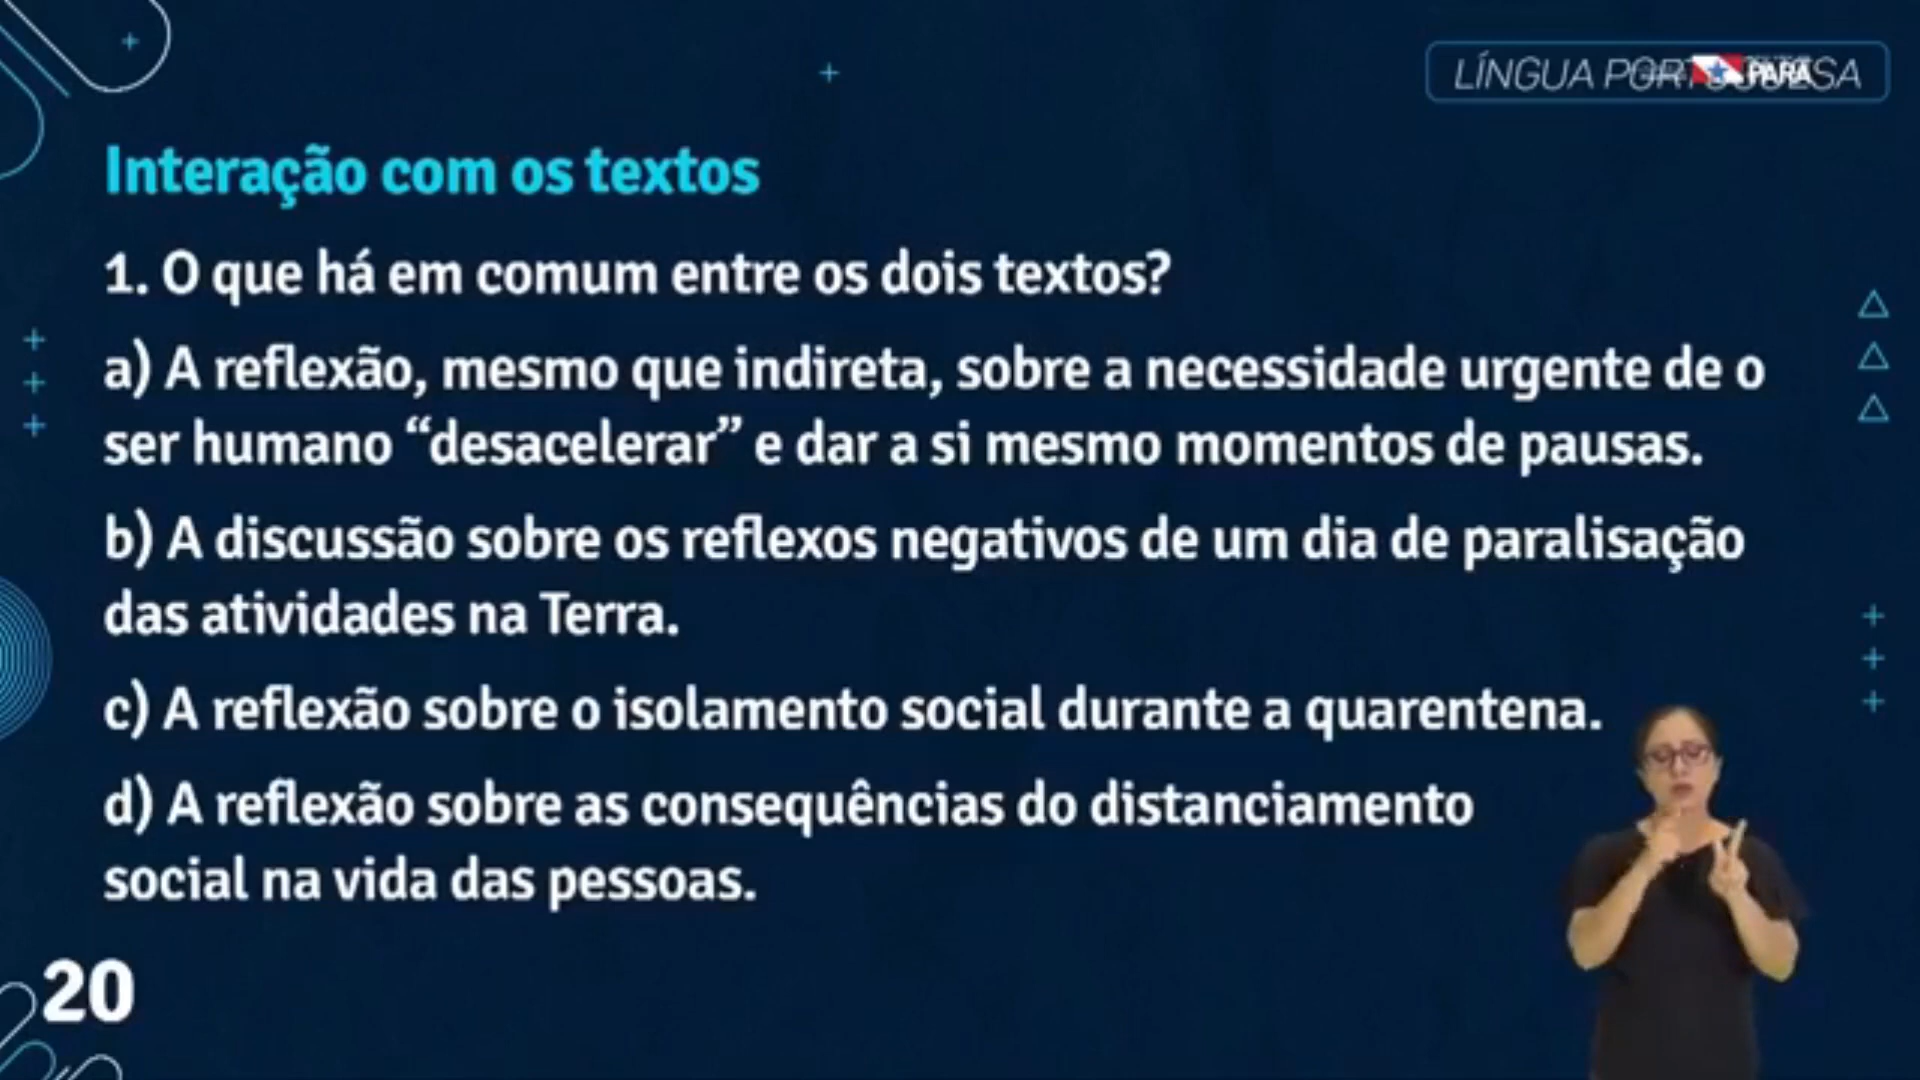 LÍNGUA PORTUGUESA
PARÁ
Interação com os textos
1. O que há em comum entre os dois textos?
a) A reflexão, mesmo que indireta, sobre a necessidade urgente de o
ser humano “desacelerar” e dar a si mesmo momentos de pausas.
b) A discussão sobre os reflexos negativos de um dia de paralisação
das atividades na Terra.
c) A reflexão sobre o isolamento social durante a quarentena.
d) A reflexão sobre as consequências do distanciamento
social na vida das pessoas.
20